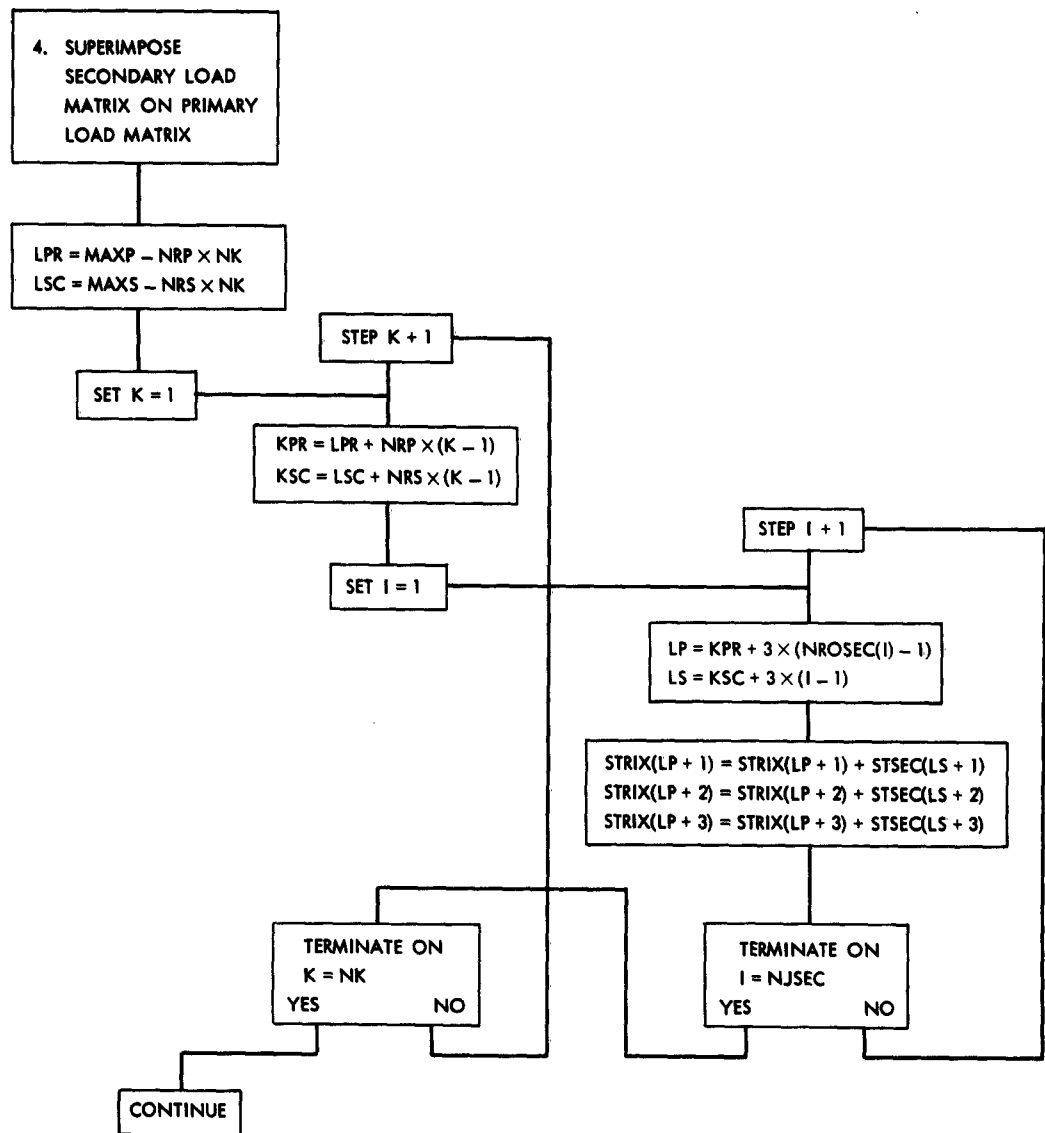 4. SUPERIMPOSE
SECONDARY LOAD
MATRIX ON PRIMARY
LOAD MATRIX
LPR = MAXP – NRP × NK
LSC = MAXS – NRS × NK
SET K = 1
STEP K + 1
KPR = LPR + NRP × (K – 1)
KSC = LSC + NRS × (K – 1)
SET I = 1
STEP I + 1
LP = KPR + 3 × (NROSEC(I) – 1)
LS = KSC + 3 × (I – 1)
STRIX(LP + 1) = STRIX(LP + 1) + STSEC(LS + 1)
STRIX(LP + 2) = STRIX(LP + 2) + STSEC(LS + 2)
STRIX(LP + 3) = STRIX(LP + 3) + STSEC(LS + 3)
TERMINATE ON
I = NJSEC
YES NO
TERMINATE ON
K = NK
YES NO
CONTINUE